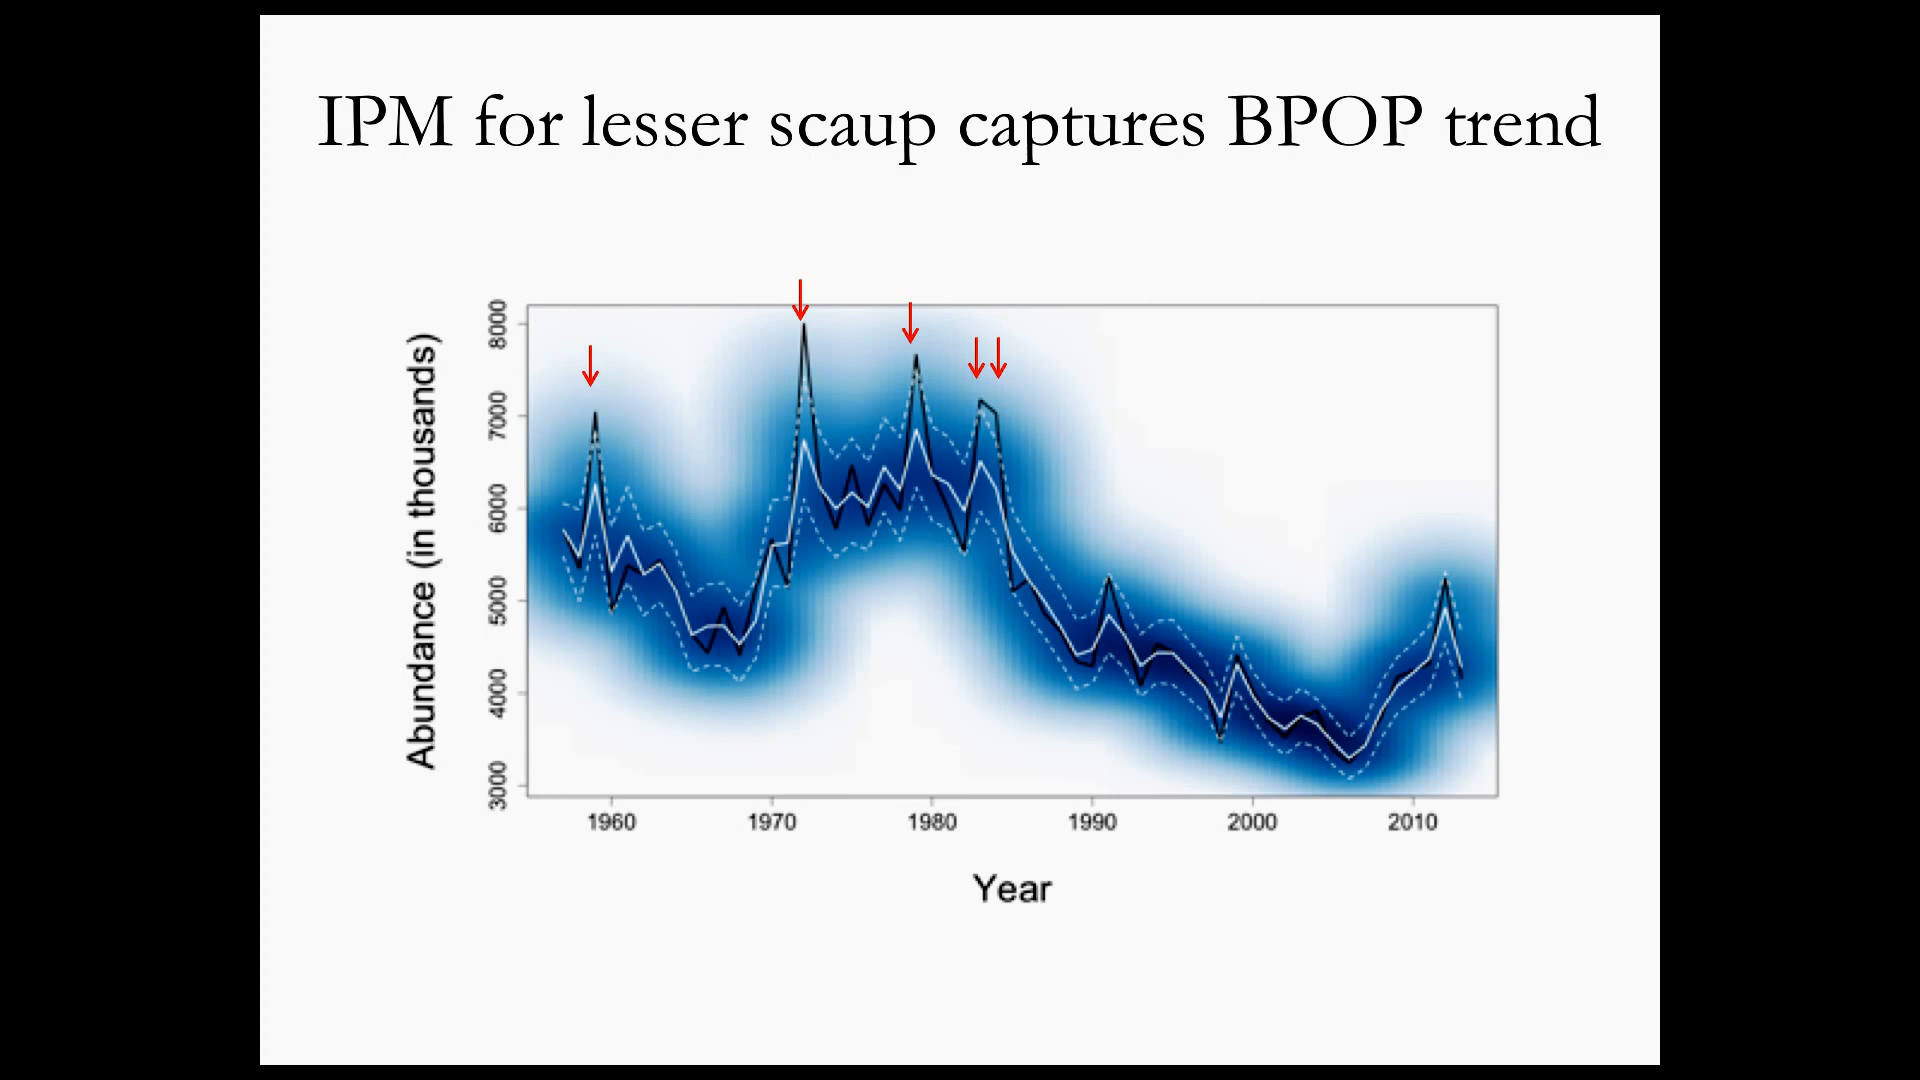 IPM for lesser scaup captures BPOP trend
Abundance (in thousands)
8000
7000
6000
5000
4000
3000
1960 1970 1980 1990 2000 2010
Year